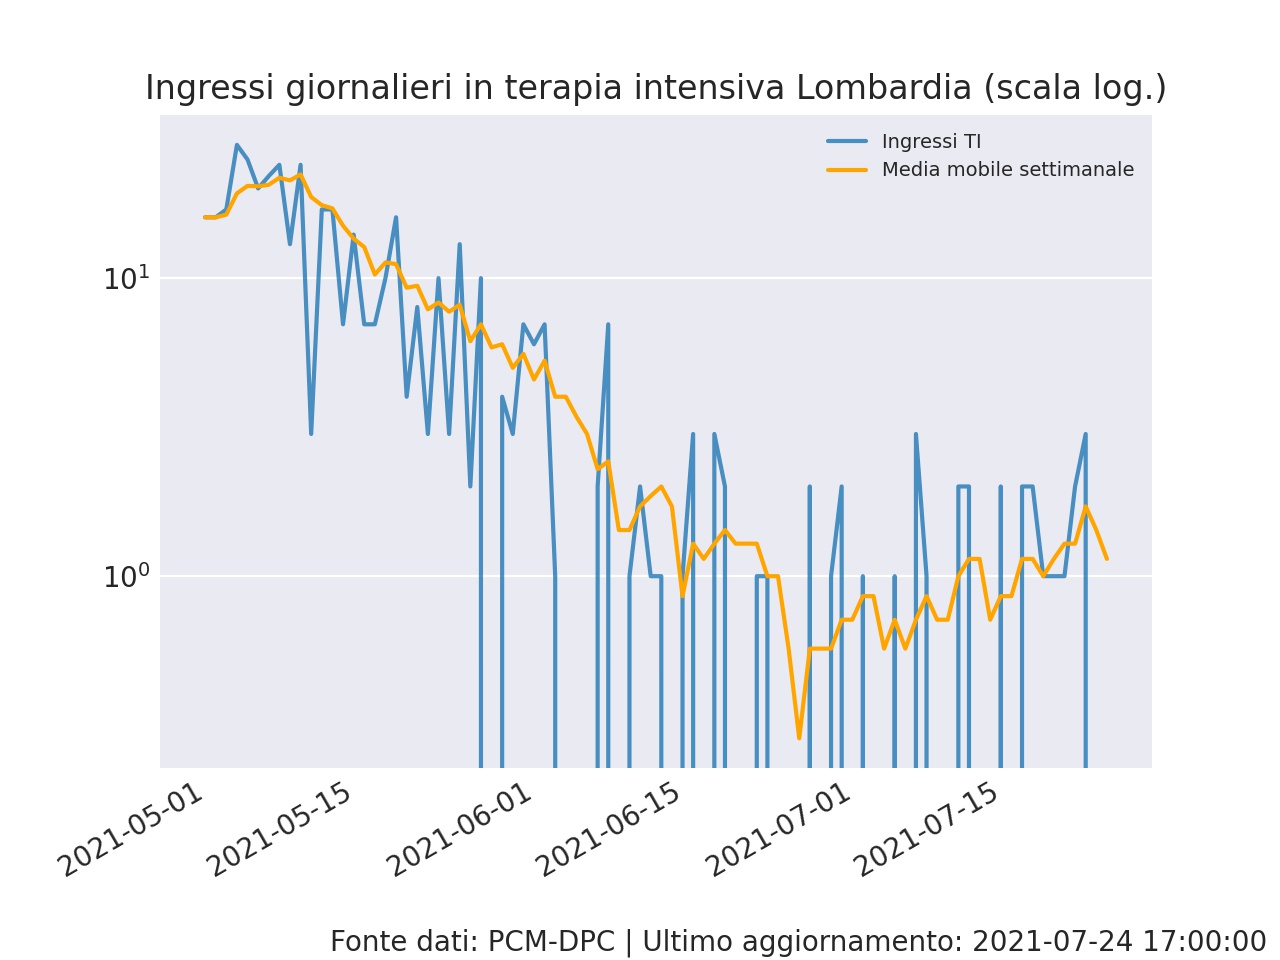 Ingressi giornalieri in terapia intensiva Lombardia (scala log.)
Ingressi TI
Media mobile settimanale
10¹
10⁰
2021-05-01
2021-05-15
2021-06-01
2021-06-15
2021-07-01
2021-07-15
Fonte dati: PCM-DPC | Ultimo aggiornamento: 2021-07-24 17:00:00